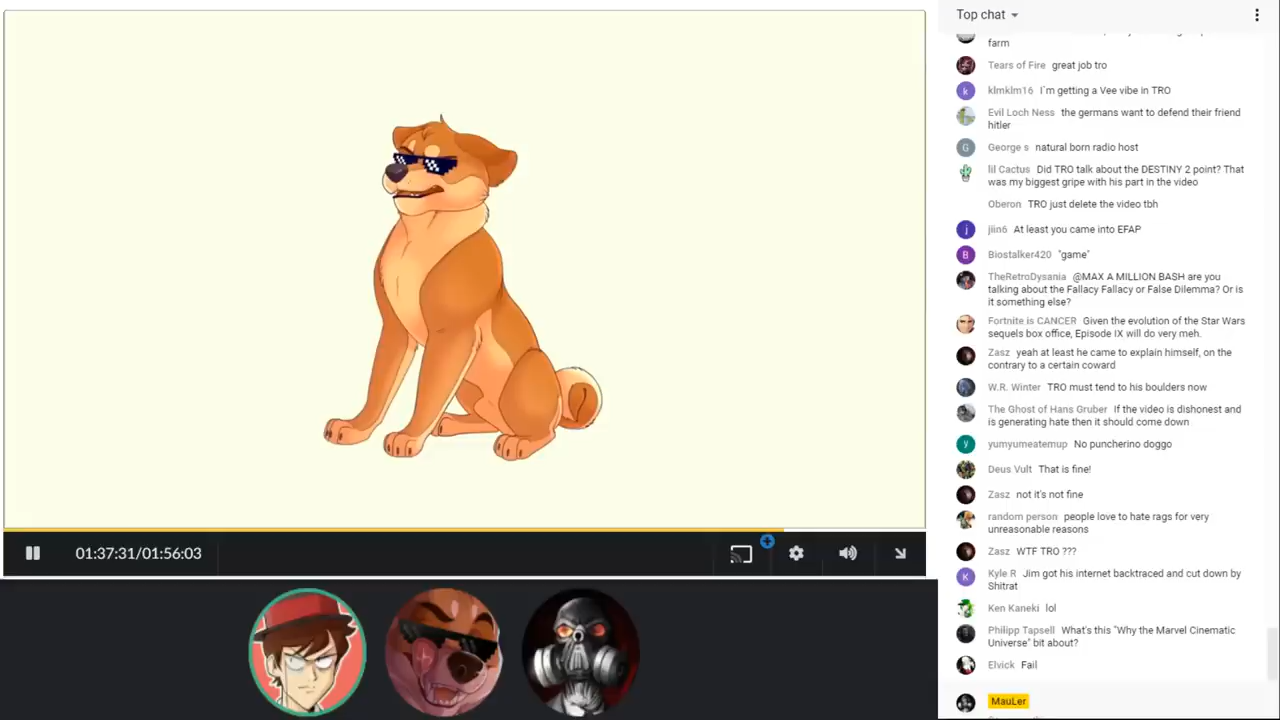 Top chat
farm
Tears of Fire great job tro
klmklm16 I´m getting a Vee vibe in TRO
Evil Loch Ness the germans want to defend their friend
hitler
George s natural born radio host
lil Cactus Did TRO talk about the DESTINY 2 point? That
was my biggest gripe with his part in the video
Oberon TRO just delete the video tbh
jiin6 At least you came into EFAP
Biostalker420 "game"
TheRetroDysania @MAX A MILLION BASH are you
talking about the Fallacy Fallacy or False Dilemma? Or is
it something else?
Fortnite is CANCER Given the evolution of the Star Wars
sequels box office, Episode IX will do very meh.
Zasz yeah at least he came to explain himself, on the
contrary to a certain coward
W.R. Winter TRO must tend to his boulders now
The Ghost of Hans Gruber If the video is dishonest and
is generating hate then it should come down
yumyumeatemup No puncherino doggo
Deus Vult That is fine!
Zasz not it's not fine
random person people love to hate rags for very
unreasonable reasons
Zasz WTF TRO ???
Kyle R Jim got his internet backtraced and cut down by
Shitrat
Ken Kaneki lol
Philipp Tapsell What's this "Why the Marvel Cinematic
Universe" bit about?
Elvick Fail
MauLer
01:37:31/01:56:03